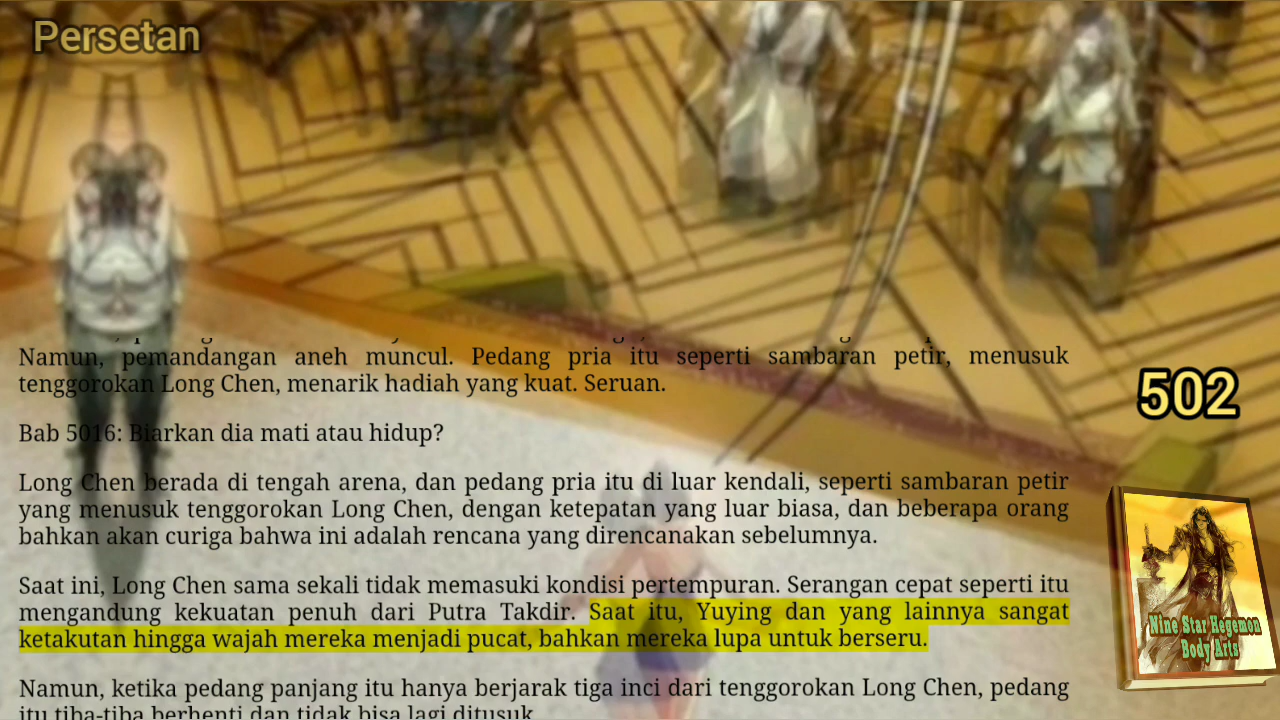 Persetan
Namun, pemandangan aneh muncul. Pedang pria itu seperti sambaran petir, menusuk
tenggorokan Long Chen, menarik hadiah yang kuat. Seruan.
Bab 5016: Biarkan dia mati atau hidup?
Long Chen berada di tengah arena, dan pedang pria itu di luar kendali, seperti sambaran petir
yang menusuk tenggorokan Long Chen, dengan ketepatan yang luar biasa, dan beberapa orang
bahkan akan curiga bahwa ini adalah rencana yang direncanakan sebelumnya.
Saat ini, Long Chen sama sekali tidak memasuki kondisi pertempuran. Serangan cepat seperti itu
mengandung kekuatan penuh dari Putra Takdir. Saat itu, Yuying dan yang lainnya sangat
ketakutan hingga wajah mereka menjadi pucat, bahkan mereka lupa untuk berseru.
Namun, ketika pedang panjang itu hanya berjarak tiga inci dari tenggorokan Long Chen, pedang
itu tiba-tiba berhenti dan tidak bisa lagi ditusuk.
502
Nine Star Hegemon
Body Arts